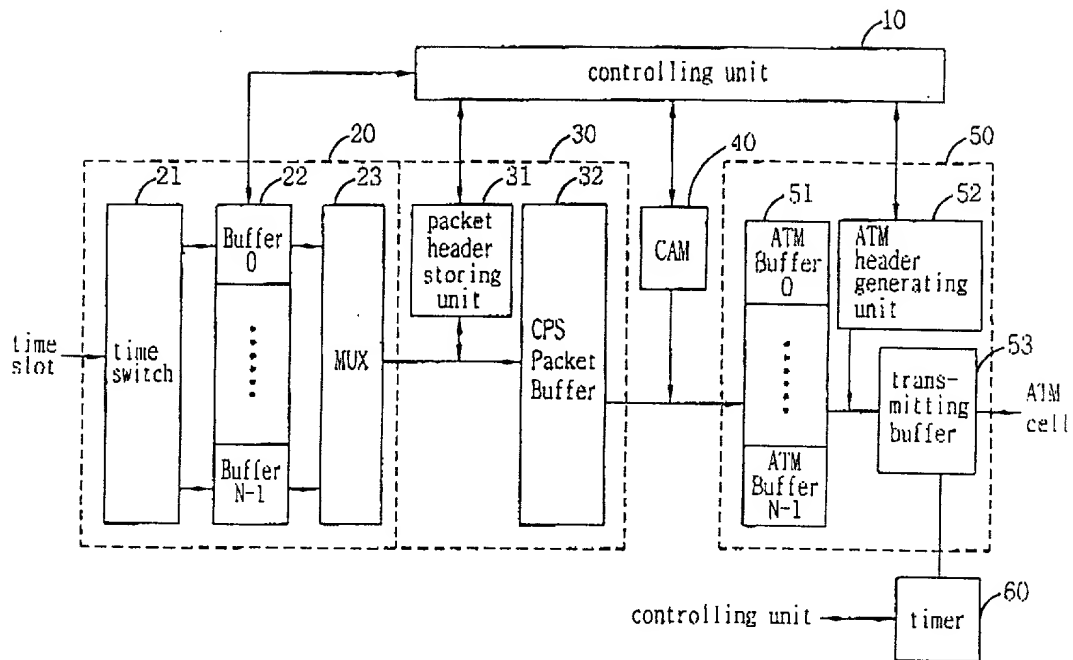 10
controlling unit
20
30
40
50
21
22
23
31
32
51
52
Buffer
0
packet
header
storing
unit
CAM
ATM
Buffer
0
ATM
header
generating
unit
time
slot
time
switch
MUX
CPS
Packet
Buffer
53
trans-
mitting
buffer
ATM
cell
Buffer
N-1
ATM
Buffer
N-1
controlling unit
timer
60